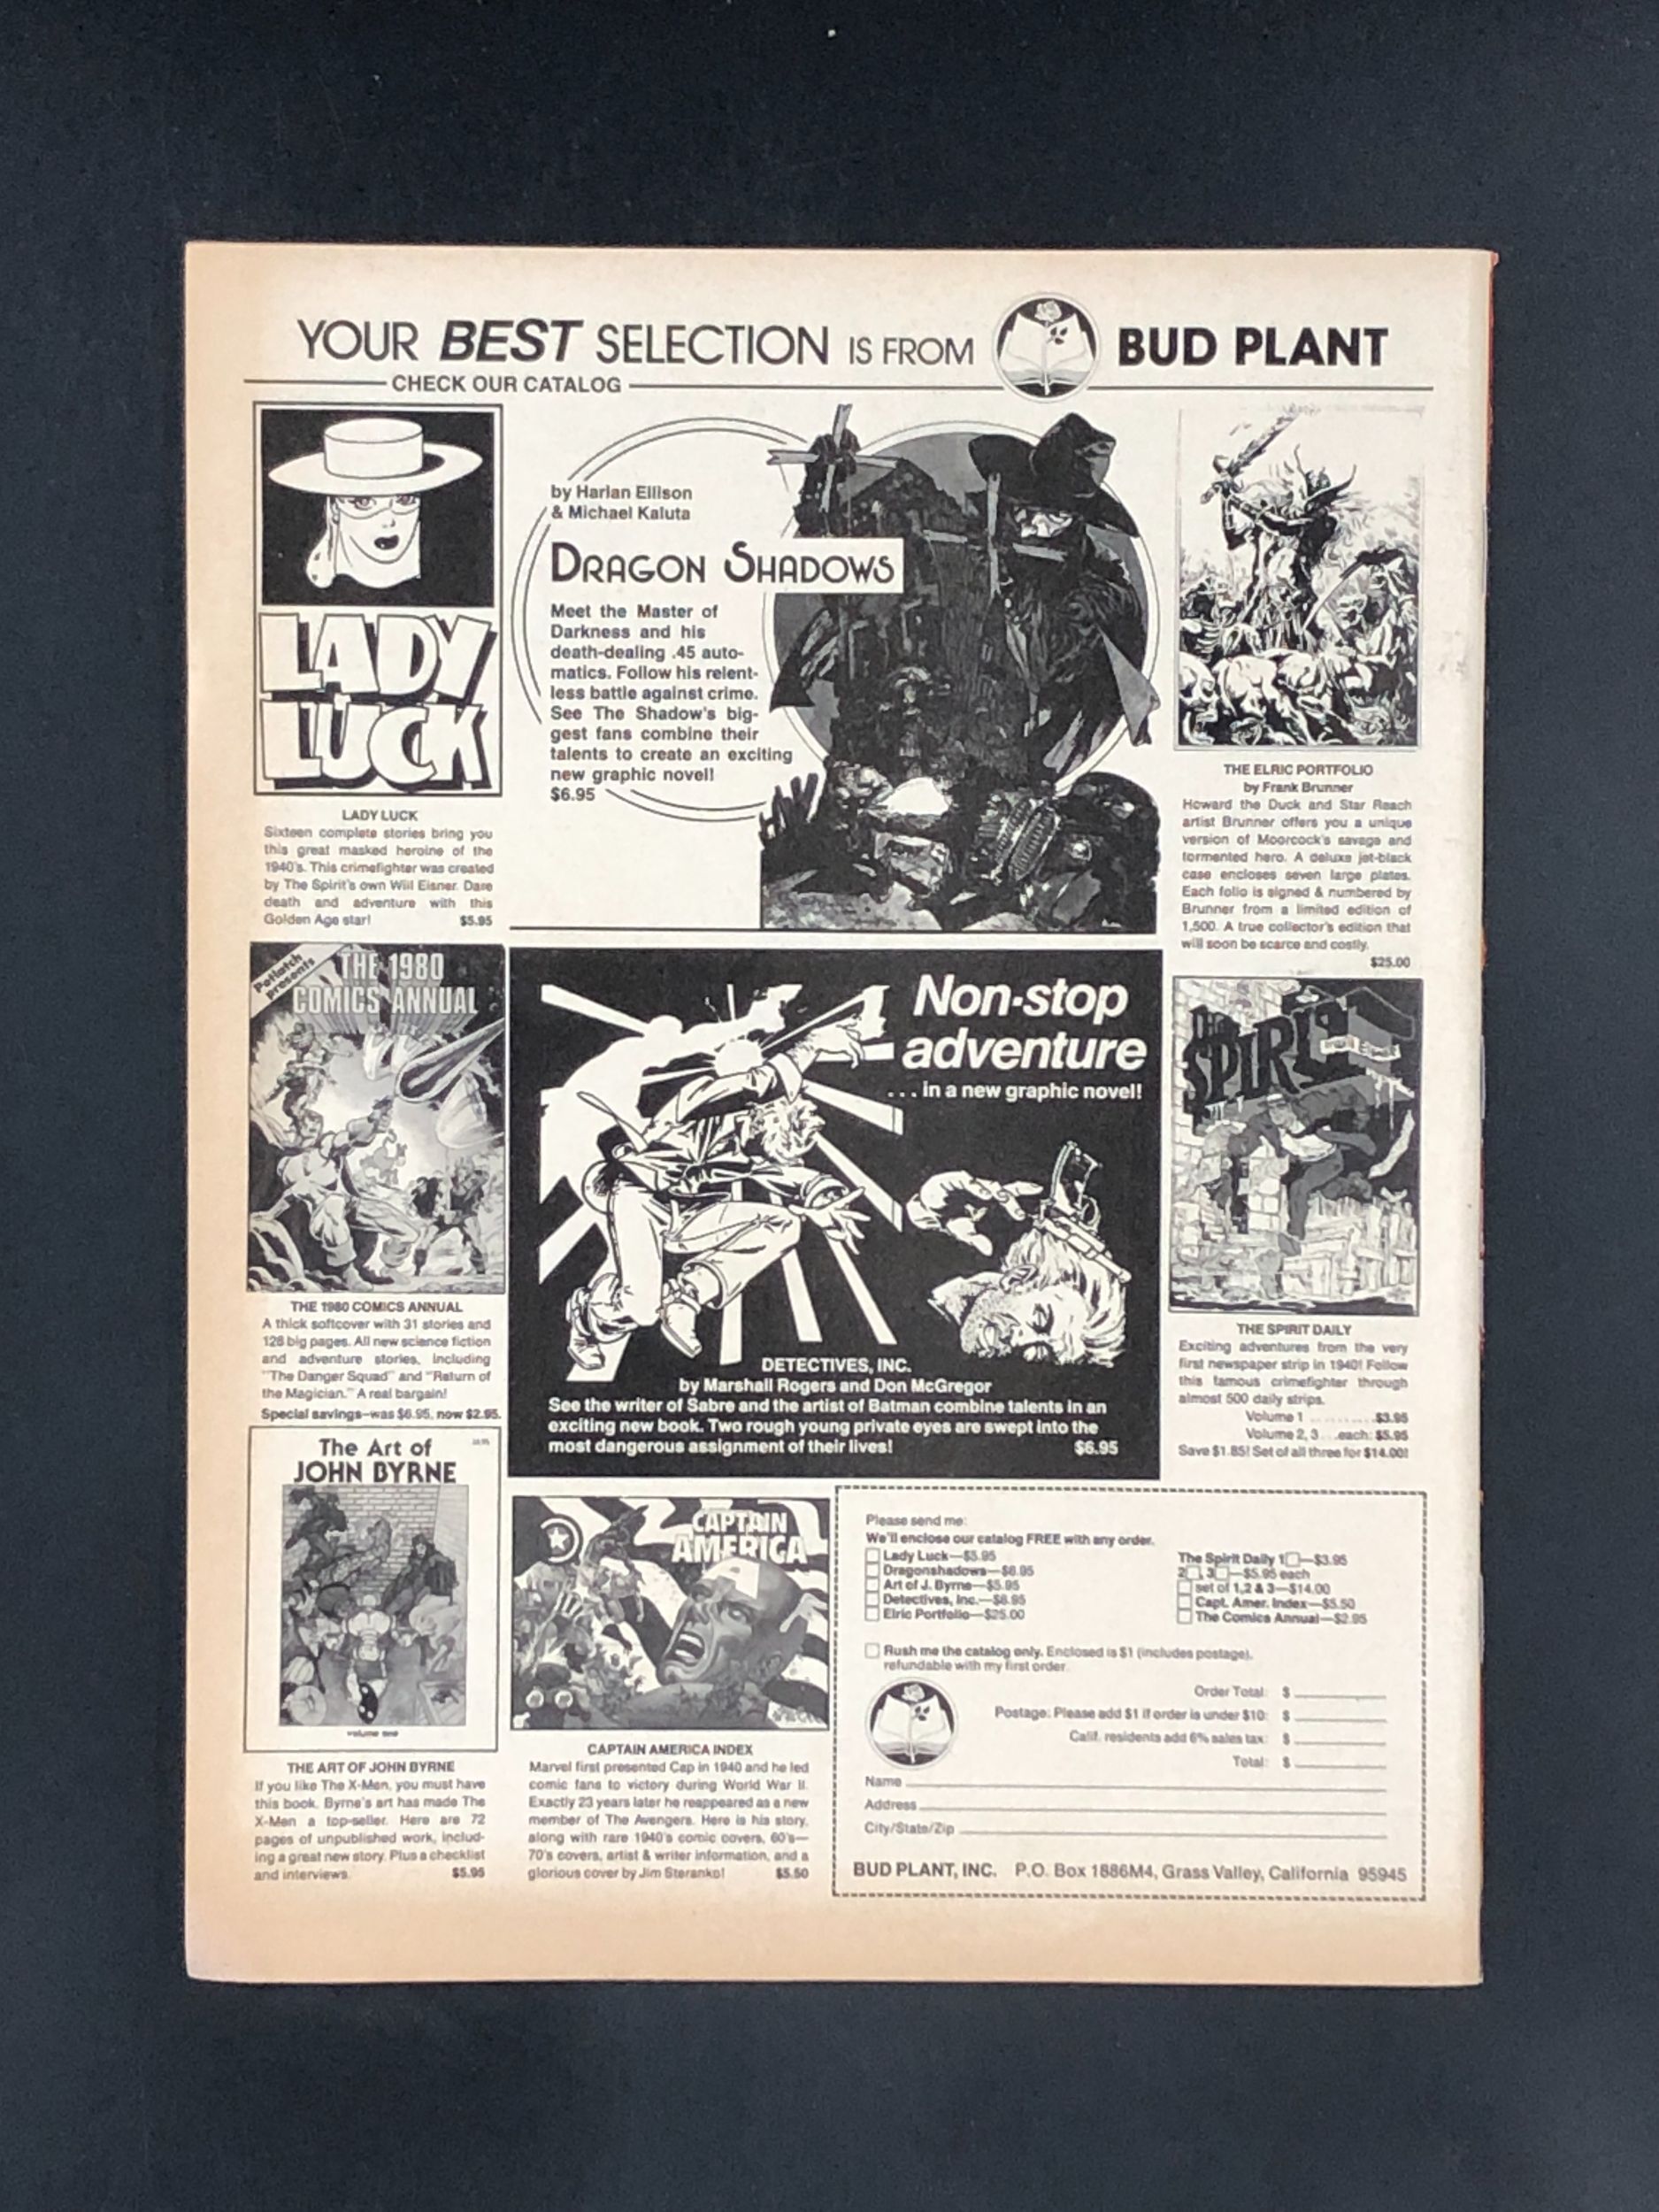 YOUR BEST SELECTION IS FROM BUD PLANT
CHECK OUR CATALOG
LADY
LUCK
LADY LUCK
Sixteen complete stories bring you
this great masked heroine of the
1940's. This crimefighter was created
by The Spirit's own Will Eisner. Dare
death and adventure with this
Golden Age star! $5.95
by Harlan Ellison
& Michael Kaluta
DRAGON SHADOWS
Meet the Master of
Darkness and his
death-dealing .45 auto-
matics. Follow his relent-
less battle against crime.
See The Shadow's big-
gest fans combine their
talents to create an exciting
new graphic novel!
$6.95
THE ELRIC PORTFOLIO
by Frank Brunner
Howard the Duck and Star Reach
artist Brunner offers you a unique
version of Moorcock's savage and
tormented hero. A deluxe jet-black
case encloses seven large plates.
Each folio is signed & numbered by
Brunner from a limited edition of
1,500. A true collector's edition that
will soon be scarce and costly.
$25.00
Potlatch
presents
THE 1980
COMICS ANNUAL
THE 1980 COMICS ANNUAL
A thick softcover with 31 stories and
128 big pages. All new science fiction
and adventure stories, including
"The Danger Squad" and "Return of
the Magician." A real bargain!
Special savings—was $6.95, now $2.95.
Non-stop
adventure
...in a new graphic novel!
DETECTIVES, INC.
by Marshall Rogers and Don McGregor
See the writer of Sabre and the artist of Batman combine talents in an
exciting new book. Two rough young private eyes are swept into the
most dangerous assignment of their lives! $6.95
THE
SPIRIT
THE SPIRIT DAILY
Exciting adventures from the very
first newspaper strip in 1940! Follow
this famous crimefighter through
almost 500 daily strips.
Volume 1 ..........$3.95
Volume 2, 3 ...each: $5.95
Save $1.85! Set of all three for $14.00!
The Art of
JOHN BYRNE
volume one
THE ART OF JOHN BYRNE
If you like The X-Men, you must have
this book. Byrne's art has made The
X-Men a top-seller. Here are 72
pages of unpublished work, includ-
ing a great new story. Plus a checklist
and interviews. $5.95
CAPTAIN
AMERICA
CAPTAIN AMERICA INDEX
Marvel first presented Cap in 1940 and he led
comic fans to victory during World War II.
Exactly 23 years later he reappeared as a new
member of The Avengers. Here is his story,
along with rare 1940's comic covers, 60's—
70's covers, artist & writer information, and a
glorious cover by Jim Steranko! $5.50
Please send me:
We'll enclose our catalog FREE with any order.
Lady Luck—$5.95
Dragonshadows—$6.95
Art of J. Byrne—$5.95
Detectives, Inc.—$6.95
Elric Portfolio—$25.00
The Spirit Daily 1 —$3.95
2 , 3 —$5.95 each
set of 1,2 & 3—$14.00
Capt. Amer. Index—$5.50
The Comics Annual—$2.95
Rush me the catalog only. Enclosed is $1 (includes postage),
refundable with my first order.
Order Total: $
Postage: Please add $1 if order is under $10: $
Calif. residents add 6% sales tax: $
Total: $
Name
Address
City/State/Zip
BUD PLANT, INC. P.O. Box 1886M4, Grass Valley, California 95945